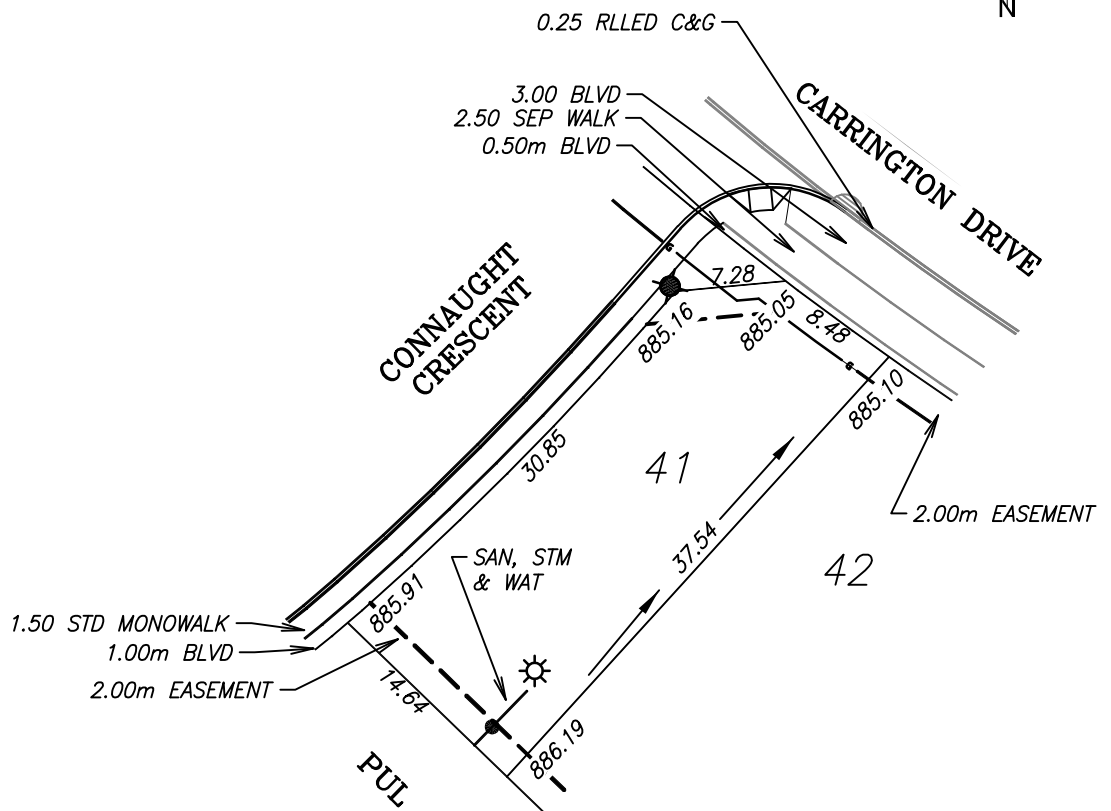 N
0.25 RLLED C&G
3.00 BLVD
2.50 SEP WALK
0.50m BLVD
CARRINGTON DRIVE
CONNAUGHT
CRESCENT
7.28
885.16
885.05
8.48
885.10
30.85
41
2.00m EASEMENT
37.54
42
SAN, STM
& WAT
885.91
1.50 STD MONOWALK
1.00m BLVD
2.00m EASEMENT
14.64
886.19
PUL